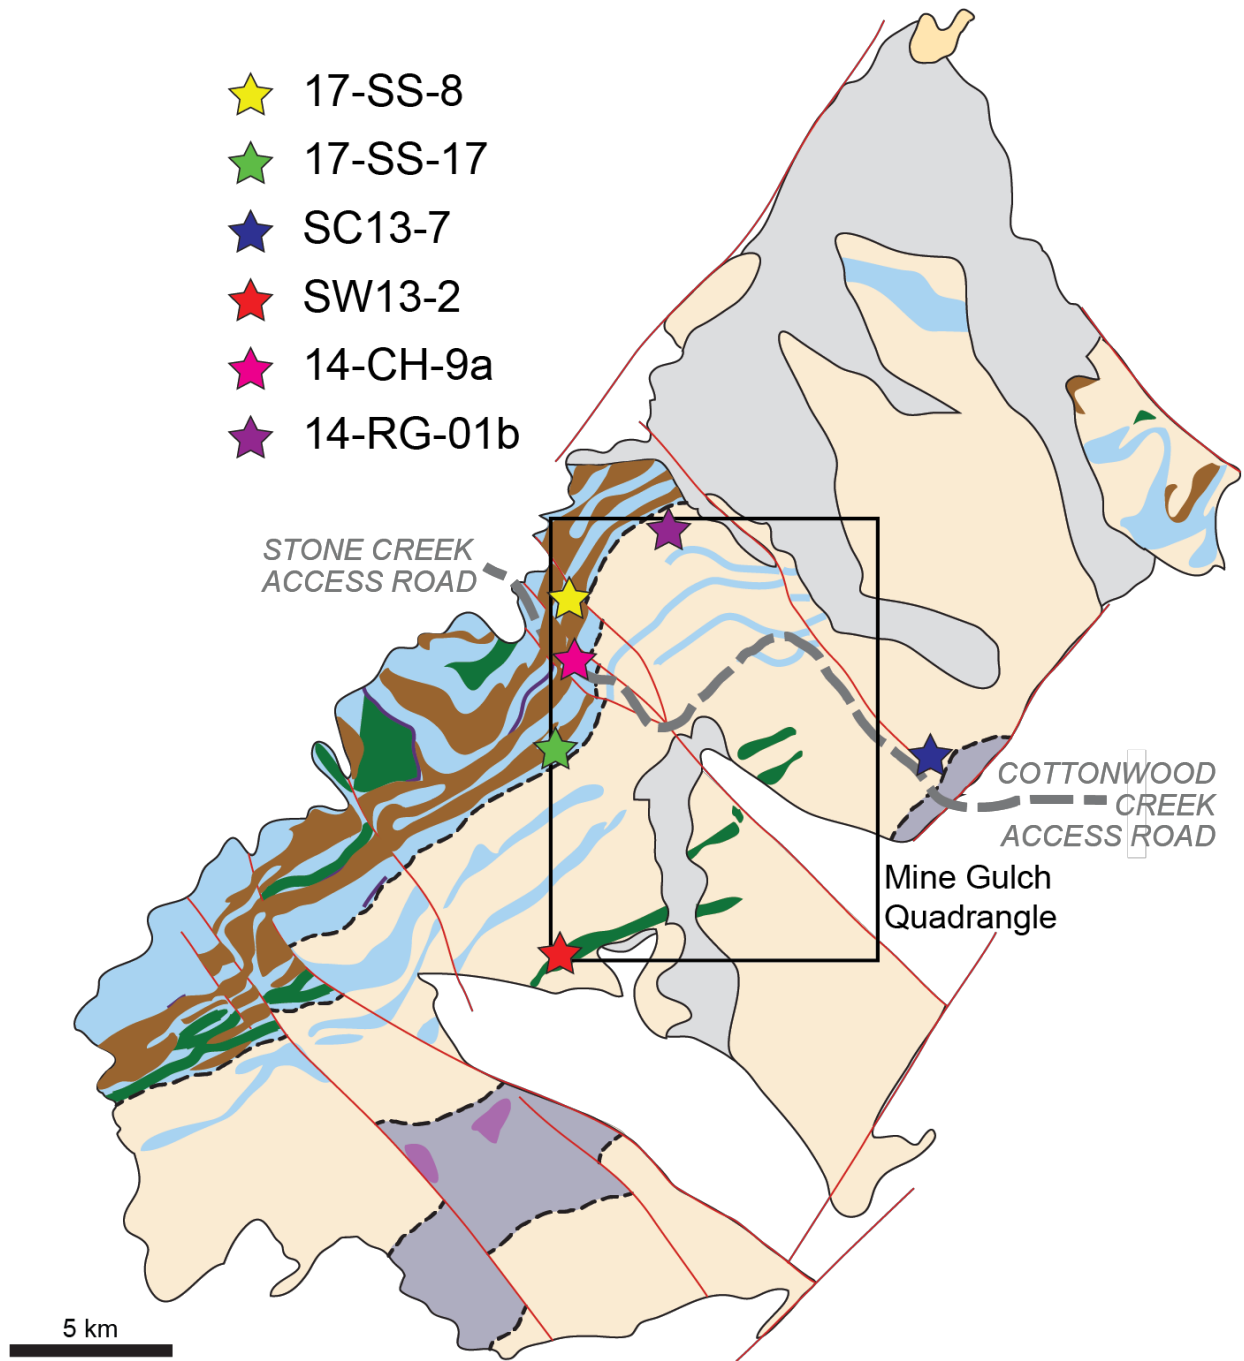 17-SS-8
17-SS-17
SC13-7
SW13-2
14-CH-9a
14-RG-01b
STONE CREEK
ACCESS ROAD
COTTONWOOD
CREEK
ACCESS ROAD
Mine Gulch
Quadrangle
5 km